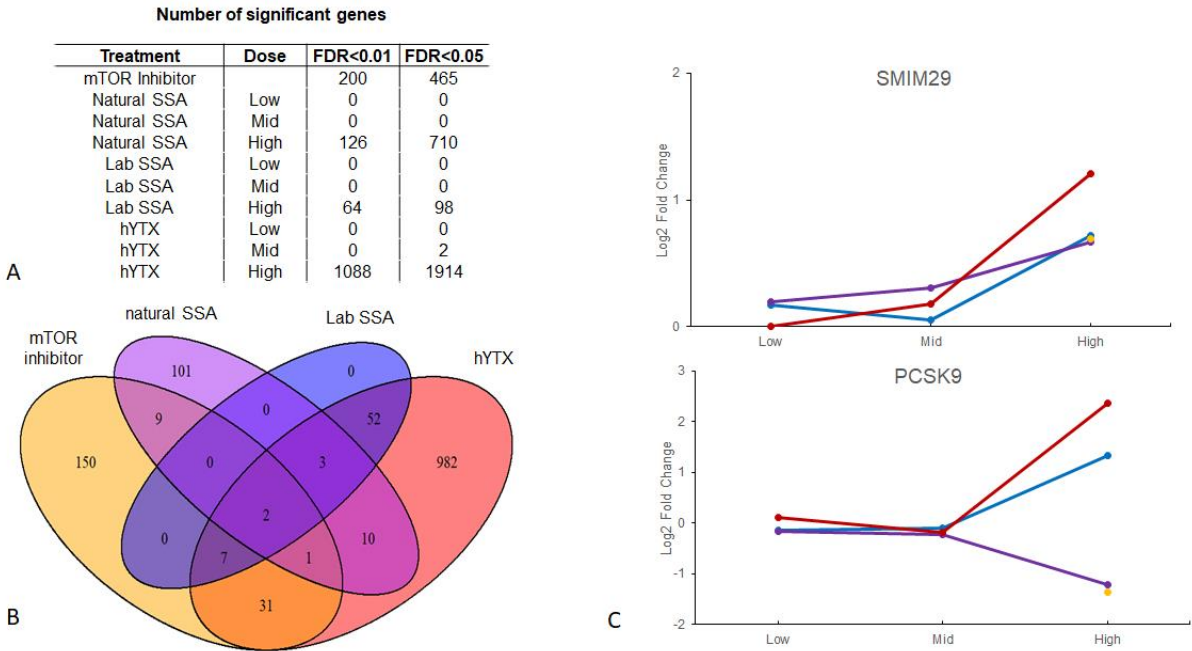 Number of significant genes
Treatment Dose FDR<0.01 FDR<0.05
mTOR Inhibitor 200 465
Natural SSA Low 0 0
Natural SSA Mid 0 0
Natural SSA High 126 710
Lab SSA Low 0 0
Lab SSA Mid 0 0
Lab SSA High 64 98
hYTX Low 0 0
hYTX Mid 0 2
hYTX High 1088 1914
A
natural SSA
Lab SSA
mTOR
inhibitor
hYTX
101
0
9
0
52
150
0
3
982
2
0
7
1
10
31
B
SMIM29
2
1
0
Log2 Fold Change
Low Mid High
PCSK9
3
2
1
0
-1
-2
Log2 Fold Change
Low Mid High
C